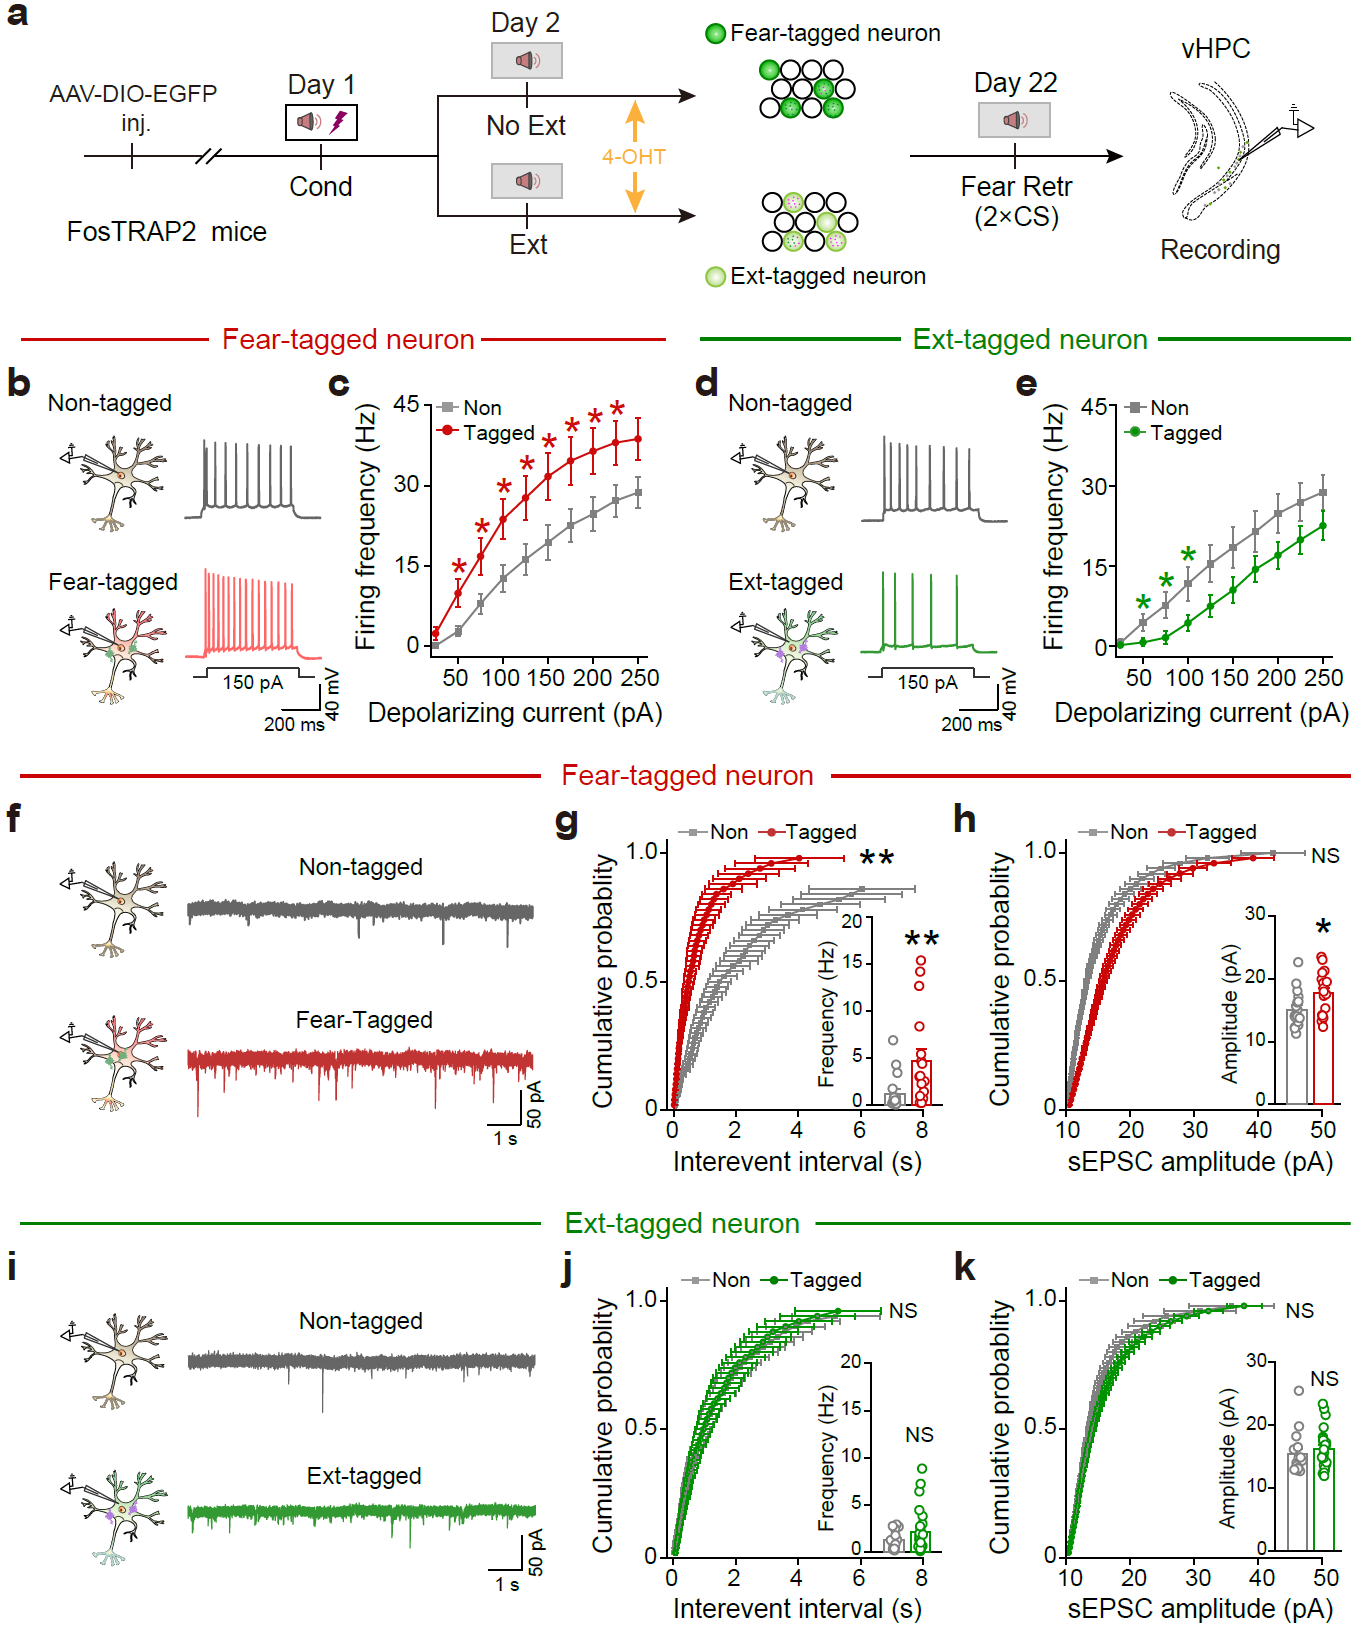 a
AAV-DIO-EGFP
inj.
FosTRAP2 mice
Day 1
Cond
Day 2
No Ext
4-OHT
Ext
Fear-tagged neuron
Ext-tagged neuron
Day 22
Fear Retr
(2×CS)
vHPC
Recording
Fear-tagged neuron
Ext-tagged neuron
b
Non-tagged
Fear-tagged
150 pA
40 mV
200 ms
c
Firing frequency (Hz)
45
30
15
0
Non
Tagged
* * * * * * * *
50 100 150 200 250
Depolarizing current (pA)
d
Non-tagged
Ext-tagged
150 pA
40 mV
200 ms
e
Firing frequency (Hz)
45
30
15
0
Non
Tagged
* * *
50 100 150 200 250
Depolarizing current (pA)
Fear-tagged neuron
f
Non-tagged
Fear-Tagged
50 pA
1 s
g
Non Tagged
Cumulative probablity
1.0
0.5
0
**
Frequency (Hz)
20
15
10
5
0
**
0 2 4 6 8
Interevent interval (s)
h
Non Tagged
Cumulative probablity
1.0
0.5
0
NS
Amplitude (pA)
30
20
10
0
*
10 20 30 40 50
sEPSC amplitude (pA)
Ext-tagged neuron
i
Non-tagged
Ext-tagged
50 pA
1 s
j
Non Tagged
Cumulative probablity
1.0
0.5
0
NS
Frequency (Hz)
20
15
10
5
0
NS
0 2 4 6 8
Interevent interval (s)
k
Non Tagged
Cumulative probablity
1.0
0.5
0
NS
Amplitude (pA)
30
20
10
0
NS
10 20 30 40 50
sEPSC amplitude (pA)